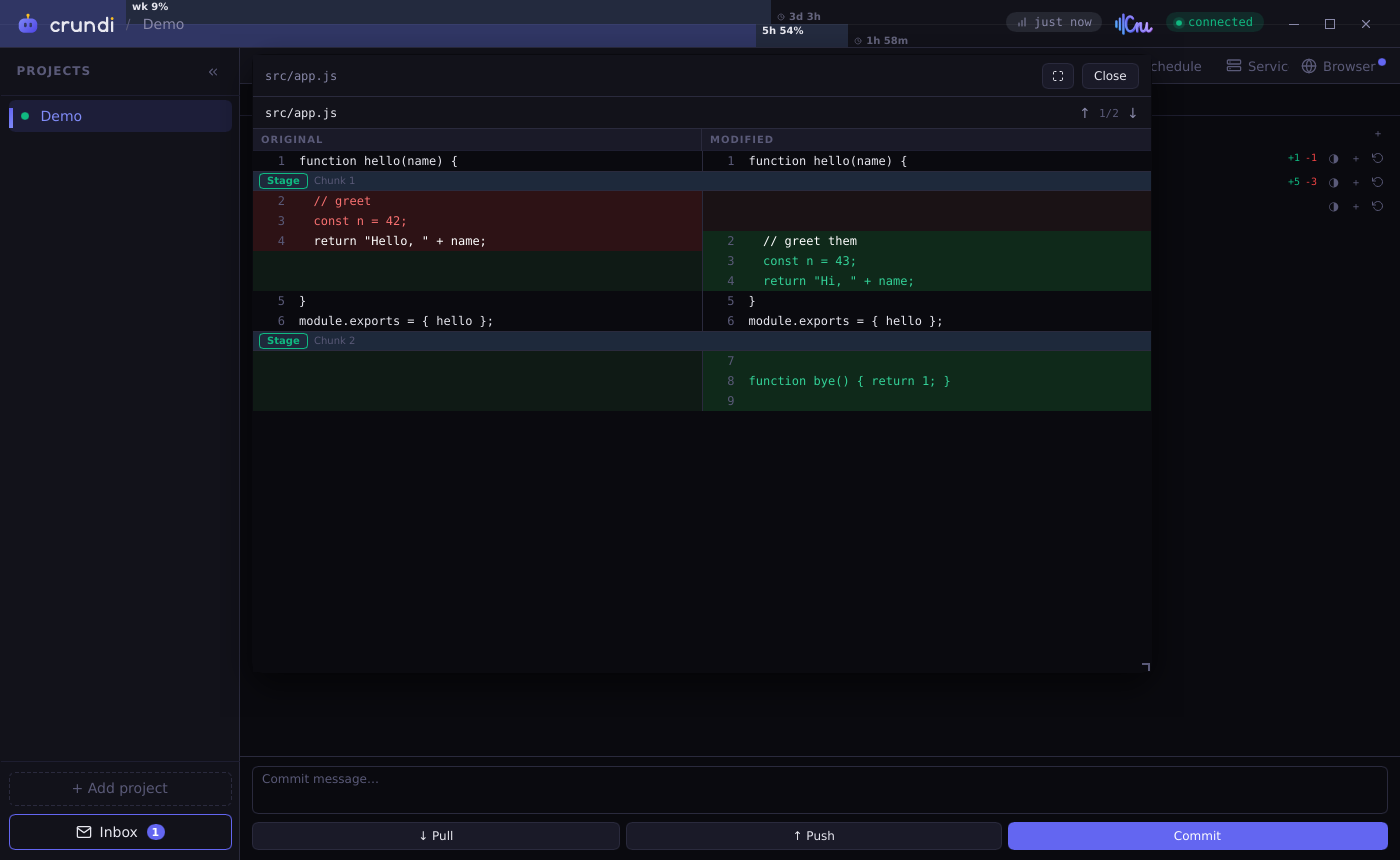 wk 9%
3d 3h
5h 54%
1h 58m
crundi / Demo
just now
Cru
connected
PROJECTS «
Demo
src/app.js
Close
chedule
Servic
Browser
src/app.js
↑ 1/2 ↓
ORIGINAL
MODIFIED
1 function hello(name) {
1 function hello(name) {
Stage Chunk 1
2 // greet
3 const n = 42;
4 return "Hello, " + name;
2 // greet them
3 const n = 43;
4 return "Hi, " + name;
5 }
5 }
6 module.exports = { hello };
6 module.exports = { hello };
Stage Chunk 2
7
8 function bye() { return 1; }
9
+
+1 -1 +
+5 -3 +
+
+ Add project
Inbox 1
Commit message...
↓ Pull
↑ Push
Commit